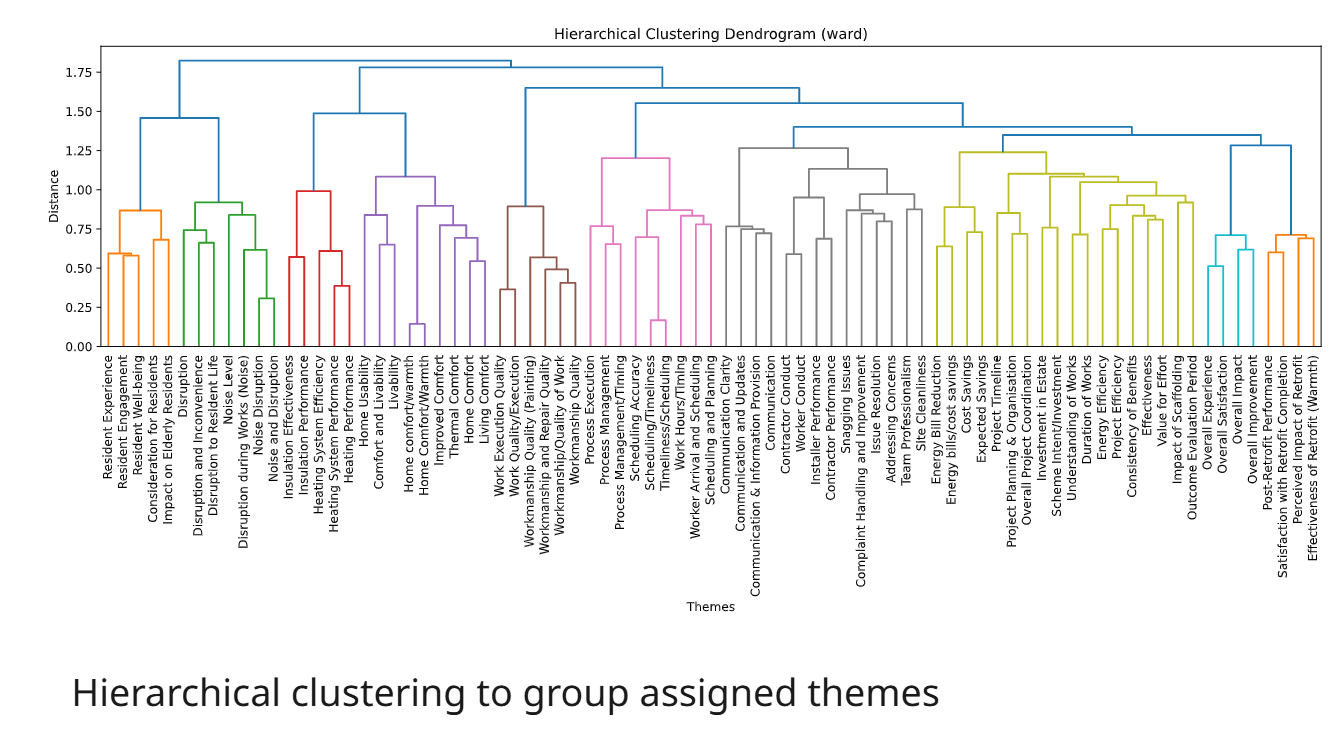 Hierarchical Clustering Dendrogram (ward)
1.75
1.50
1.25
1.00
0.75
0.50
0.25
0.00
Distance
Resident Experience
Resident Engagement
Resident Well-being
Consideration for Residents
Impact on Elderly Residents
Disruption
Disruption and Inconvenience
Disruption to Resident Life
Noise Level
Disruption during Works (Noise)
Noise Disruption
Noise and Disruption
Insulation Effectiveness
Insulation Performance
Heating System Efficiency
Heating System Performance
Heating Performance
Home Usability
Comfort and Livability
Livability
Home comfort/warmth
Home Comfort/Warmth
Improved Comfort
Thermal Comfort
Home Comfort
Living Comfort
Work Execution Quality
Work Quality/Execution
Workmanship Quality (Painting)
Workmanship and Repair Quality
Workmanship/Quality of Work
Workmanship Quality
Process Execution
Process Management
Process Management/Timing
Scheduling Accuracy
Scheduling/Timeliness
Timeliness/Scheduling
Work Hours/Timing
Worker Arrival and Scheduling
Scheduling and Planning
Communication Clarity
Communication and Updates
Communication & Information Provision
Communication
Contractor Conduct
Worker Conduct
Installer Performance
Contractor Performance
Snagging Issues
Complaint Handling and Improvement
Issue Resolution
Addressing Concerns
Team Professionalism
Site Cleanliness
Energy Bill Reduction
Energy bills/cost savings
Cost Savings
Expected Savings
Project Timeline
Project Planning & Organisation
Overall Project Coordination
Investment in Estate
Scheme Intent/Investment
Understanding of Works
Duration of Works
Energy Efficiency
Project Efficiency
Consistency of Benefits
Effectiveness
Value for Effort
Impact of Scaffolding
Outcome Evaluation Period
Overall Experience
Overall Satisfaction
Overall Impact
Overall Improvement
Post-Retrofit Performance
Satisfaction with Retrofit Completion
Perceived Impact of Retrofit
Effectiveness of Retrofit (Warmth)
Themes
Hierarchical clustering to group assigned themes